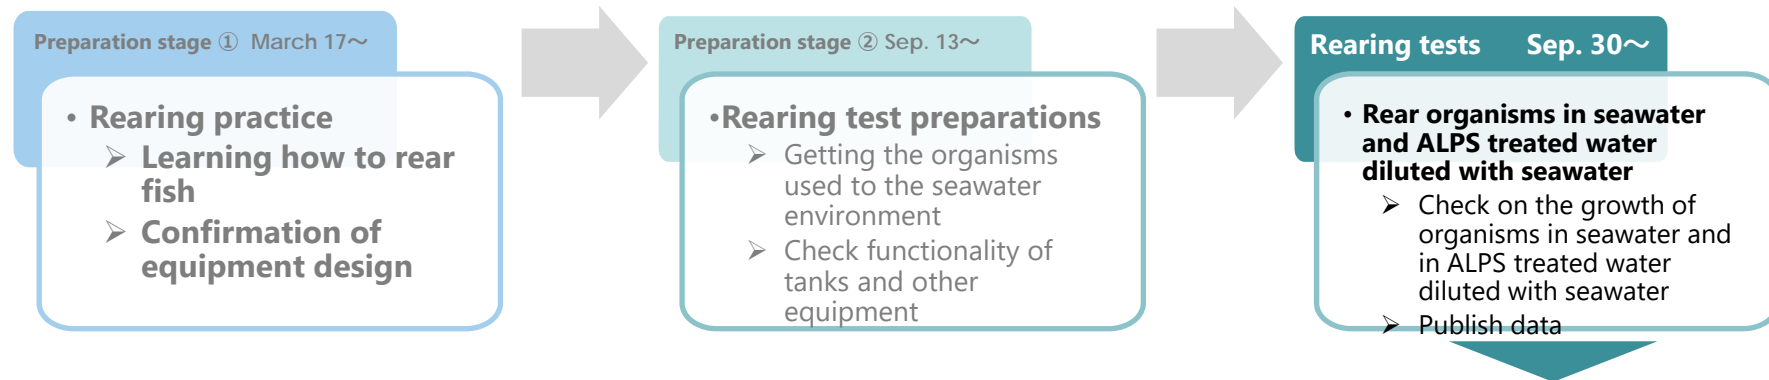 Preparation stage ① March 17～
• Rearing practice
➢ Learning how to rear
fish
➢ Confirmation of
equipment design
Preparation stage ② Sep. 13～
•Rearing test preparations
➢ Getting the organisms
used to the seawater
environment
➢ Check functionality of
tanks and other
equipment
Rearing tests Sep. 30～
• Rear organisms in seawater
and ALPS treated water
diluted with seawater
➢ Check on the growth of
organisms in seawater and
in ALPS treated water
diluted with seawater
➢ Publish data